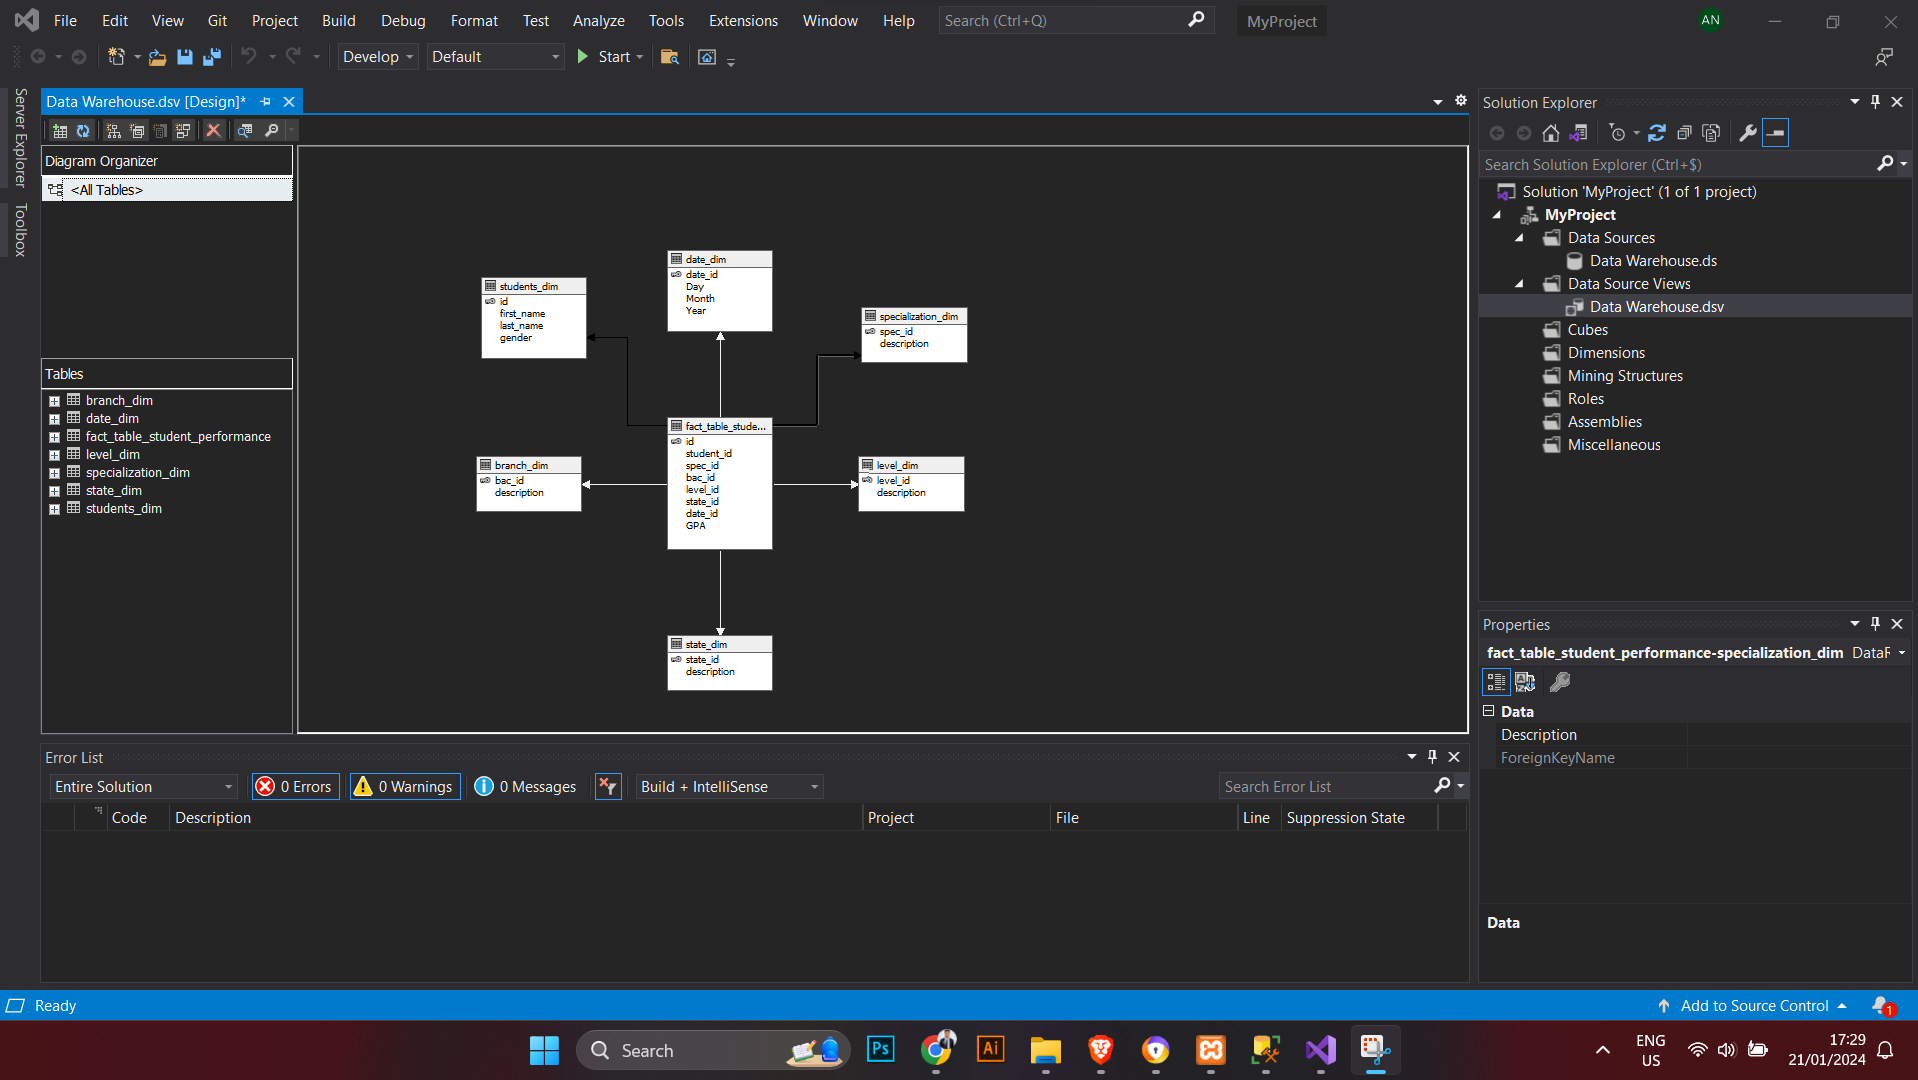 File Edit View Git Project Build Debug Format Test Analyze Tools Extensions Window Help Search (Ctrl+Q) MyProject AN
Develop Default Start
Server Explorer
Toolbox
Data Warehouse.dsv [Design]*
Diagram Organizer
<All Tables>
Tables
branch_dim
date_dim
fact_table_student_performance
level_dim
specialization_dim
state_dim
students_dim
date_dim
date_id
Day
Month
Year
students_dim
id
first_name
last_name
gender
specialization_dim
spec_id
description
fact_table_stude...
id
student_id
spec_id
bac_id
level_id
state_id
date_id
GPA
branch_dim
bac_id
description
level_dim
level_id
description
state_dim
state_id
description
Solution Explorer
Search Solution Explorer (Ctrl+$)
Solution 'MyProject' (1 of 1 project)
MyProject
Data Sources
Data Warehouse.ds
Data Source Views
Data Warehouse.dsv
Cubes
Dimensions
Mining Structures
Roles
Assemblies
Miscellaneous
Properties
fact_table_student_performance-specialization_dim DataR
Data
Description
ForeignKeyName
Data
Error List
Entire Solution 0 Errors 0 Warnings 0 Messages Build + IntelliSense Search Error List
Code Description Project File Line Suppression State
Ready Add to Source Control 1
Search Ps Ai ENG 17:29
US 21/01/2024